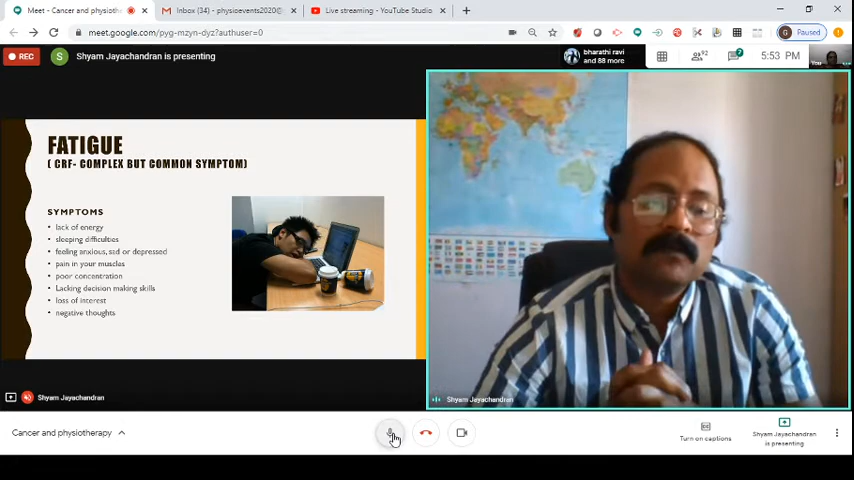 Meet - Cancer and physioth
Inbox (34) - physioevents2020@
Live streaming - YouTube Studio
meet.google.com/pyg-mzyn-dyz?authuser=0
Paused
REC
S
Shyam Jayachandran is presenting
bharathi ravi
and 88 more
92
7
5:53 PM
You
FATIGUE
( CRF- COMPLEX BUT COMMON SYMPTOM)
SYMPTOMS
• lack of energy
• sleeping difficulties
• feeling anxious, sad or depressed
• pain in your muscles
• poor concentration
• Lacking decision making skills
• loss of interest
• negative thoughts
Shyam Jayachandran
Shyam Jayachandran
Cancer and physiotherapy
Turn on captions
Shyam Jayachandran
is presenting